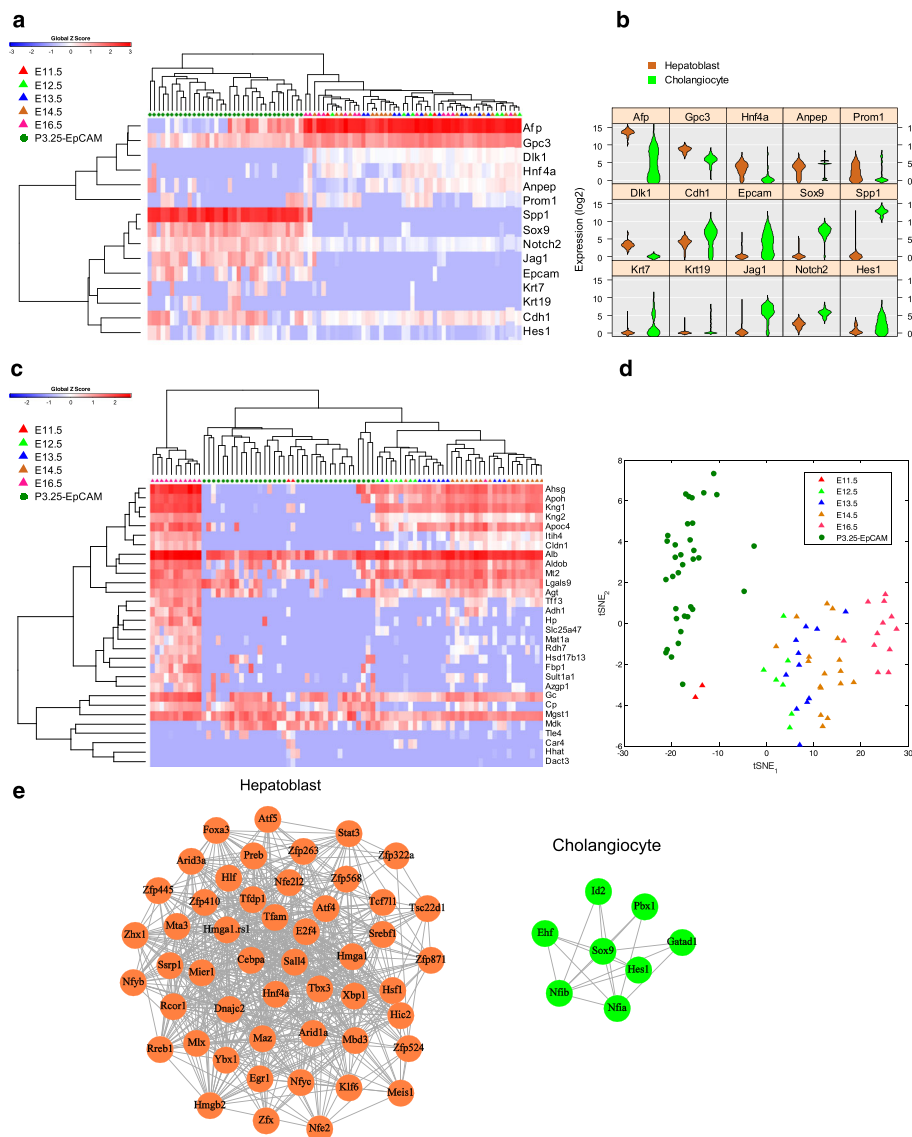 a
Global Z Score
-3 -2 -1 0 1 2 3
E11.5
E12.5
E13.5
E14.5
E16.5
P3.25-EpCAM
Afp
Gpc3
Dlk1
Hnf4a
Anpep
Prom1
Spp1
Sox9
Notch2
Jag1
Epcam
Krt7
Krt19
Cdh1
Hes1
b
Hepatoblast
Cholangiocyte
Expression (log2)
Afp Gpc3 Hnf4a Anpep Prom1
15
10
5
0
Dlk1 Cdh1 Epcam Sox9 Spp1
15
10
5
0
Krt7 Krt19 Jag1 Notch2 Hes1
15
10
5
0
c
Global Z Score
-2 -1 0 1 2
E11.5
E12.5
E13.5
E14.5
E16.5
P3.25-EpCAM
Ahsg
Apoh
Kng1
Kng2
Apoc4
Itih4
Cldn1
Alb
Aldob
Mt2
Lgals9
Agt
Tff3
Adh1
Hp
Slc25a47
Mat1a
Rdh7
Hsd17b13
Fbp1
Sult1a1
Azgp1
Gc
Cp
Mgst1
Mdk
Tle4
Car4
Hhat
Dact3
d
E11.5
E12.5
E13.5
E14.5
E16.5
P3.25-EpCAM
tSNE2
8
6
4
2
0
-2
-4
-6
-30 -20 -10 0 10 20 30
tSNE1
e
Hepatoblast
Atf5
Foxa3
Stat3
Preb
Zfp263
Zfp322a
Arid3a
Hlf
Nfe2l2
Zfp568
Zfp445
Zfp410
Tfdp1
Tfam
Atf4
Tcf7l1
Tsc22d1
Zhx1
Mta3
Hmga1.rs1
E2f4
Srebf1
Ssrp1
Mier1
Cebpa
Sall4
Hmga1
Zfp871
Nfyb
Rcor1
Dnajc2
Hnf4a
Tbx3
Xbp1
Hsf1
Hic2
Rreb1
Mlx
Ybx1
Maz
Arid1a
Mbd3
Zfp524
Egr1
Nfyc
Klf6
Meis1
Hmgb2
Zfx
Nfe2
Cholangiocyte
Id2
Pbx1
Ehf
Sox9
Gatad1
Hes1
Nfib
Nfia